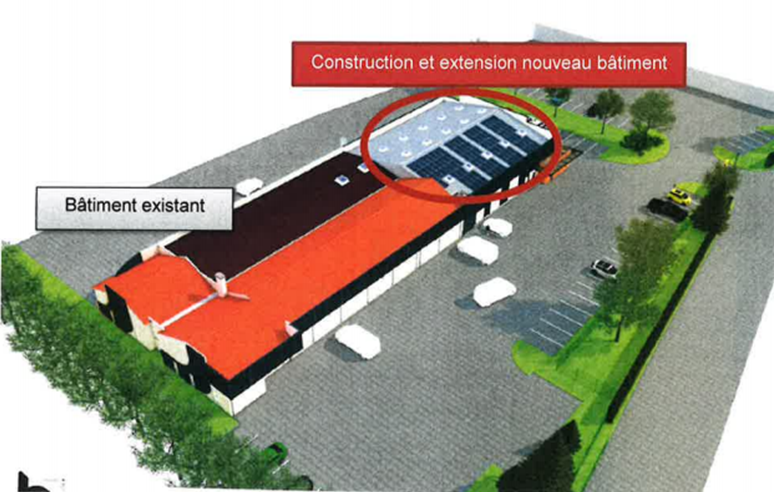 Construction et extension nouveau bâtiment
Bâtiment existant